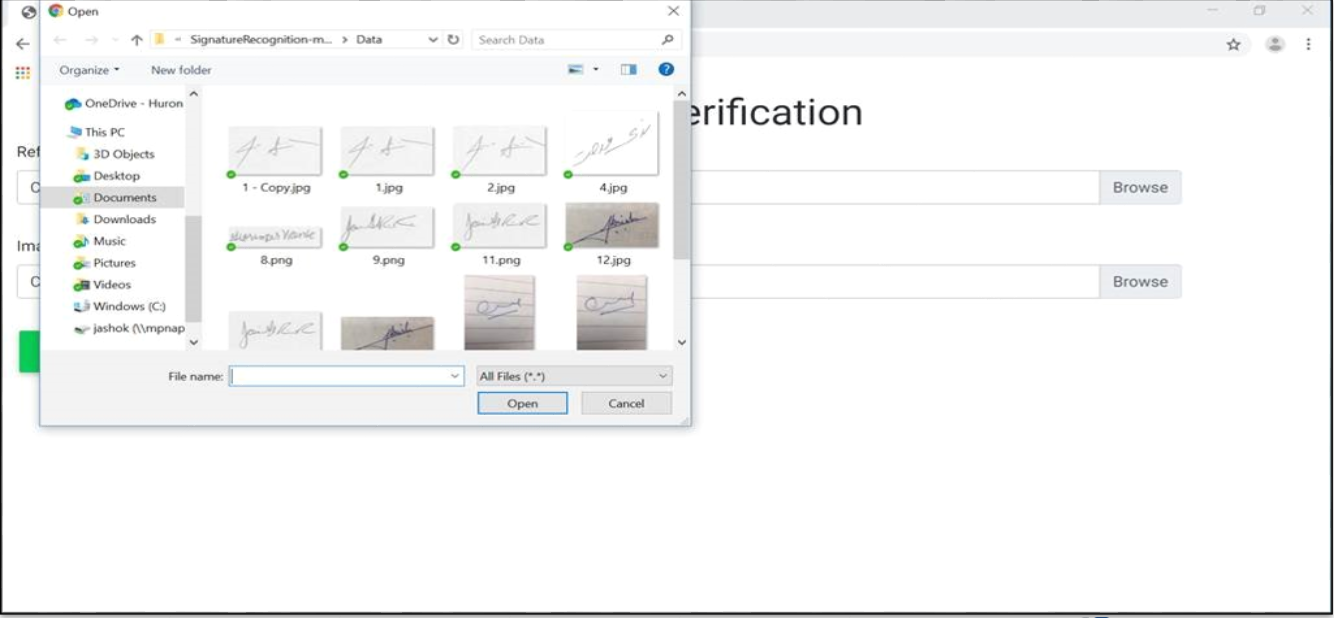 Open
SignatureRecognition-m... > Data
Search Data
Organize
New folder
OneDrive - Huron
This PC
3D Objects
Desktop
Documents
Downloads
Music
Pictures
Videos
Windows (C:)
jashok (\\mpnap
1 - Copy.jpg
1.jpg
2.jpg
4.jpg
8.png
9.png
11.png
12.jpg
File name:
All Files (*.*)
Open
Cancel
erification
Ref
C
Browse
Ima
C
Browse